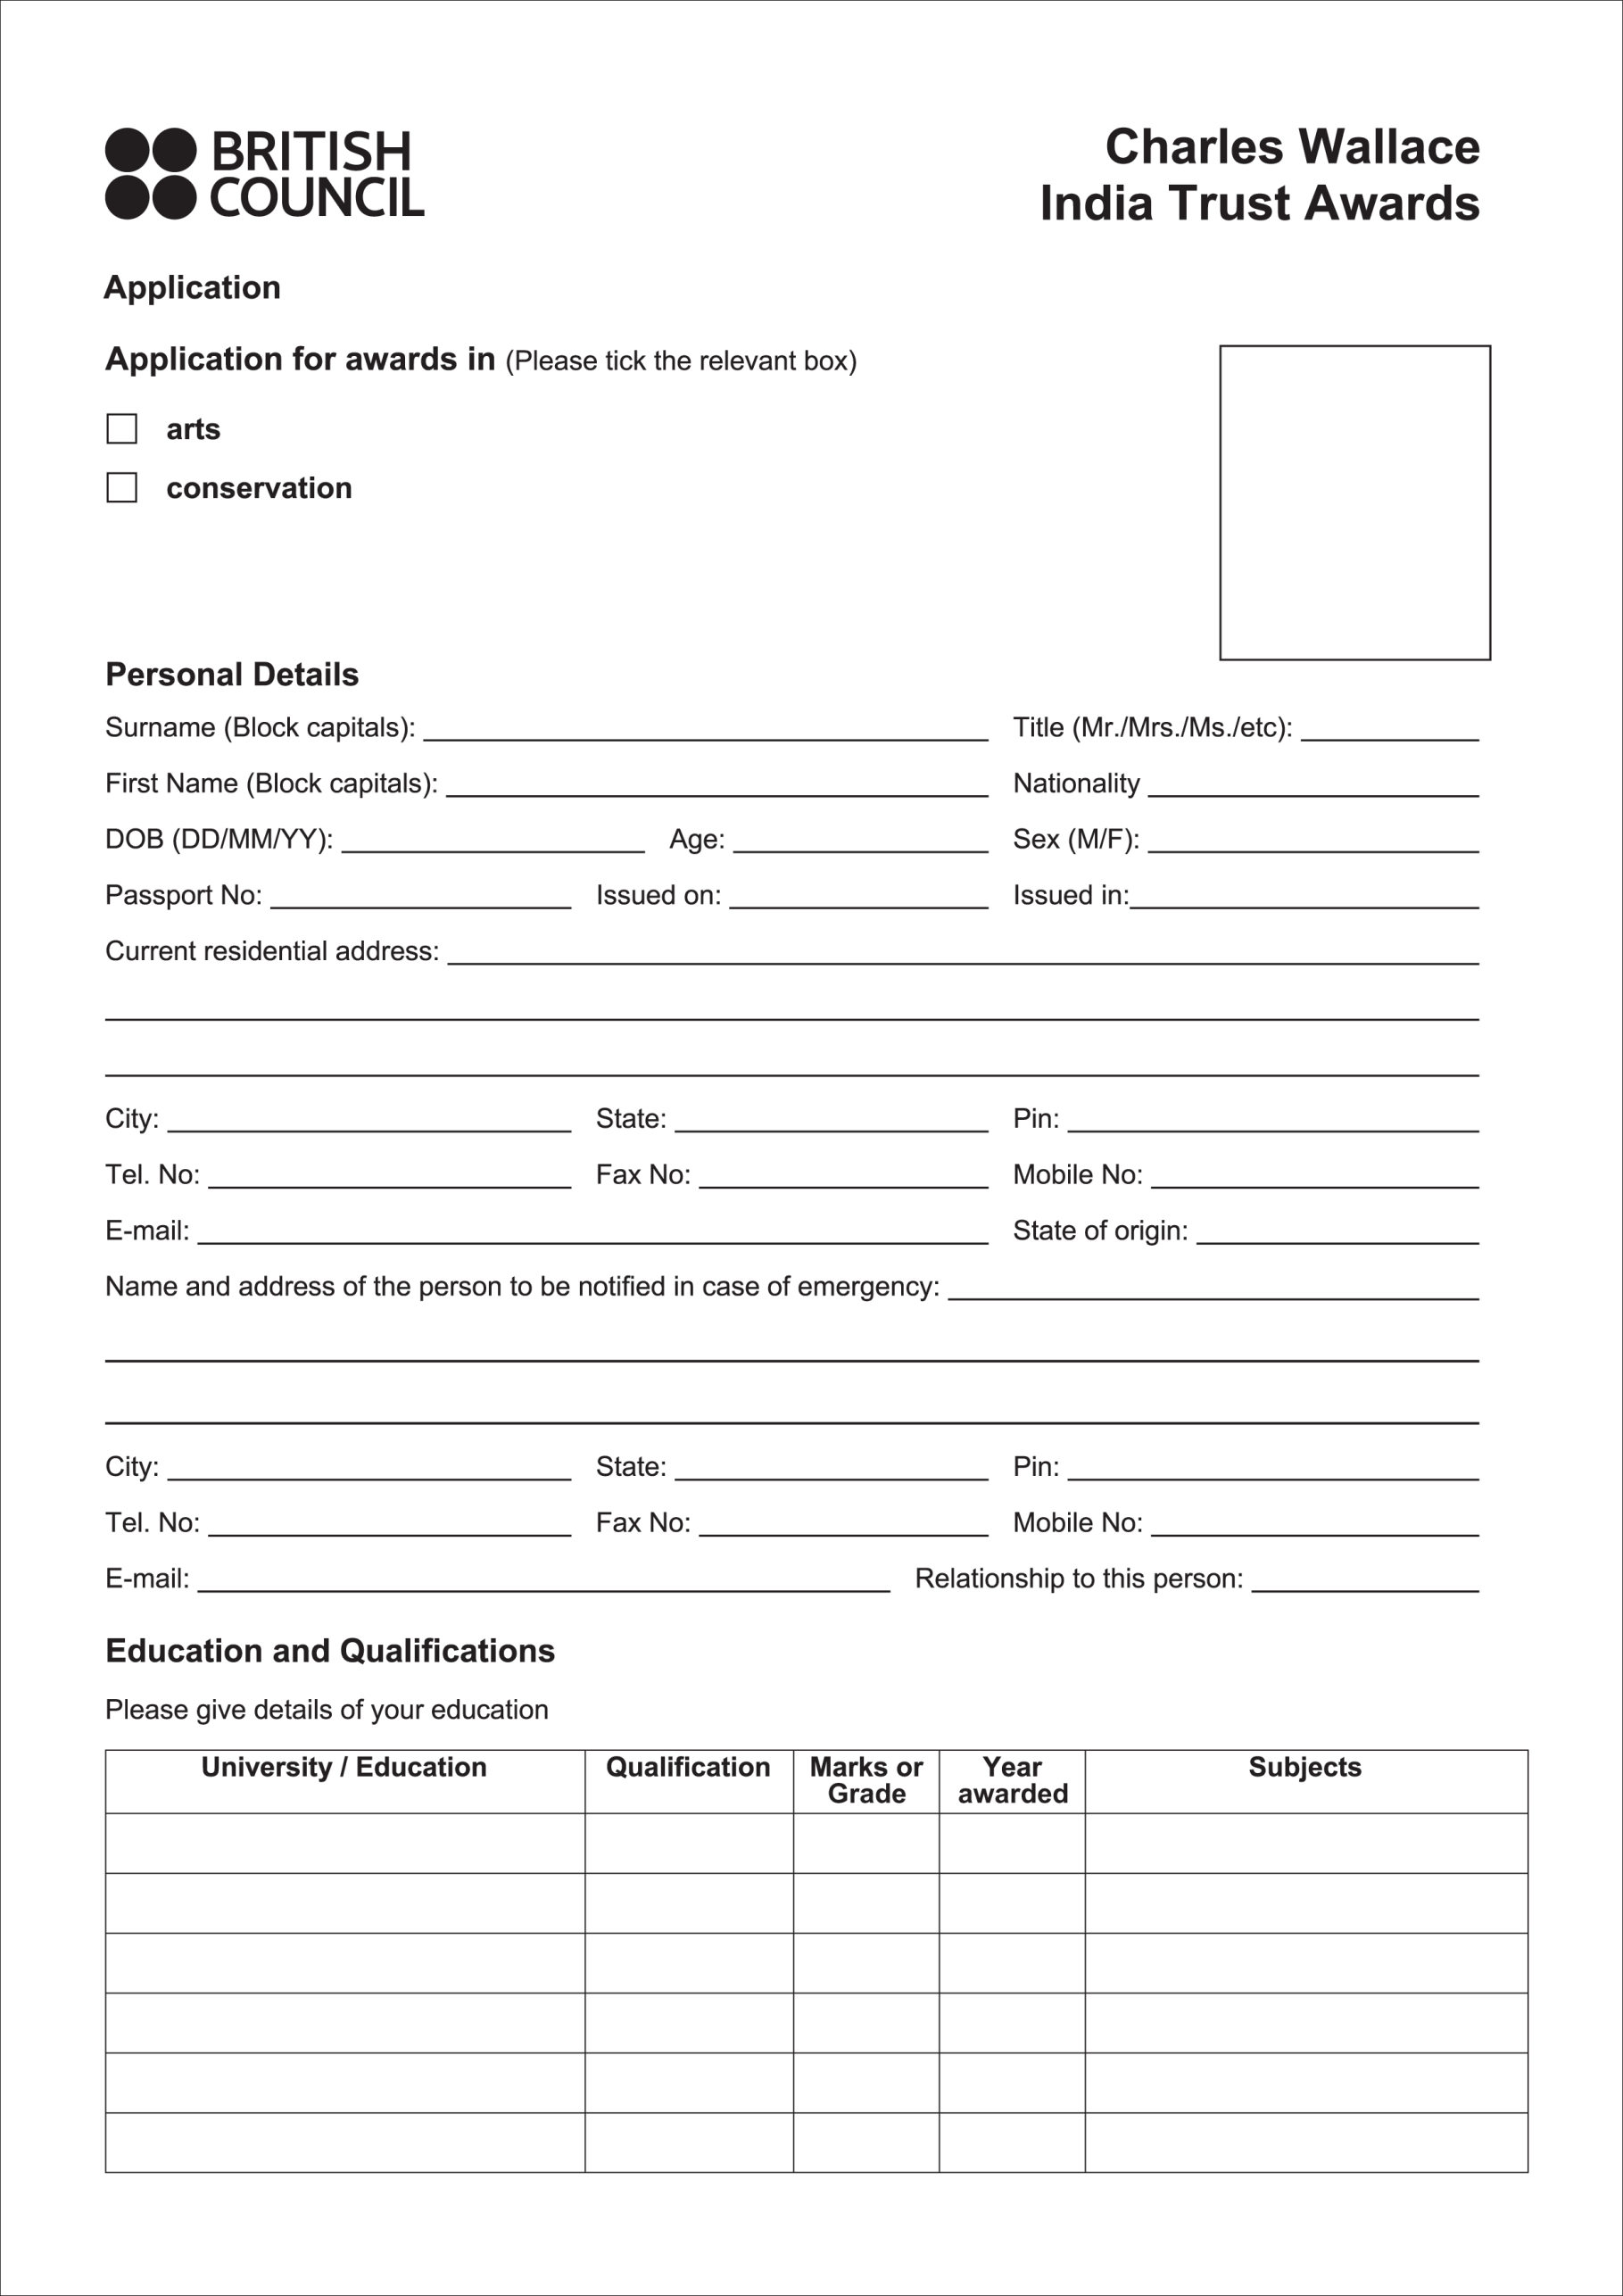 BRITISH
COUNCIL
Charles Wallace
India Trust Awards
Application
Application for awards in (Please tick the relevant box)
arts
conservation
Personal Details
Surname (Block capitals): Title (Mr./Mrs./Ms./etc):
First Name (Block capitals): Nationality
DOB (DD/MM/YY): Age: Sex (M/F):
Passport No: Issued on: Issued in:
Current residential address:
City: State: Pin:
Tel. No: Fax No: Mobile No:
E-mail: State of origin:
Name and address of the person to be notified in case of emergency:
City: State: Pin:
Tel. No: Fax No: Mobile No:
E-mail: Relationship to this person:
Education and Qualifications
Please give details of your education
University / Education Qualification Marks or Grade Year awarded Subjects